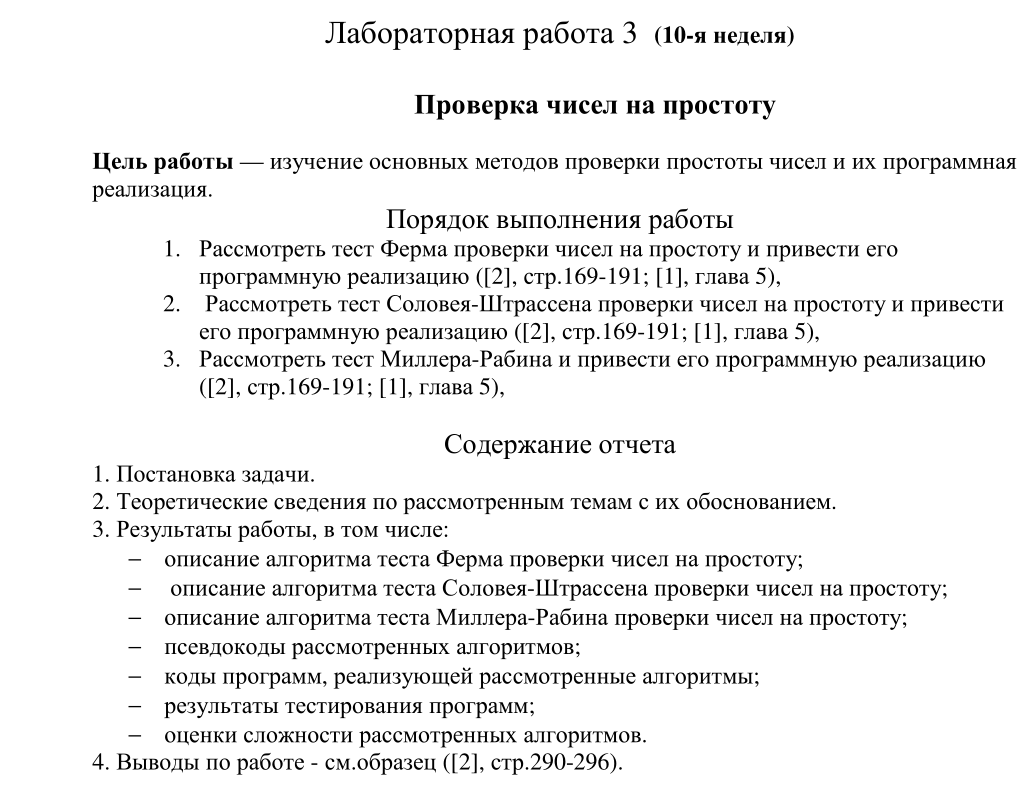 Лабораторная работа 3 (10-я неделя)
Проверка чисел на простоту
Цель работы — изучение основных методов проверки простоты чисел и их программная
реализация.
Порядок выполнения работы
1. Рассмотреть тест Ферма проверки чисел на простоту и привести его
программную реализацию ([2], стр.169-191; [1], глава 5),
2. Рассмотреть тест Соловея-Штрассена проверки чисел на простоту и привести
его программную реализацию ([2], стр.169-191; [1], глава 5),
3. Рассмотреть тест Миллера-Рабина и привести его программную реализацию
([2], стр.169-191; [1], глава 5),
Содержание отчета
1. Постановка задачи.
2. Теоретические сведения по рассмотренным темам с их обоснованием.
3. Результаты работы, в том числе:
− описание алгоритма теста Ферма проверки чисел на простоту;
− описание алгоритма теста Соловея-Штрассена проверки чисел на простоту;
− описание алгоритма теста Миллера-Рабина проверки чисел на простоту;
− псевдокоды рассмотренных алгоритмов;
− коды программ, реализующей рассмотренные алгоритмы;
− результаты тестирования программ;
− оценки сложности рассмотренных алгоритмов.
4. Выводы по работе - см.образец ([2], стр.290-296).